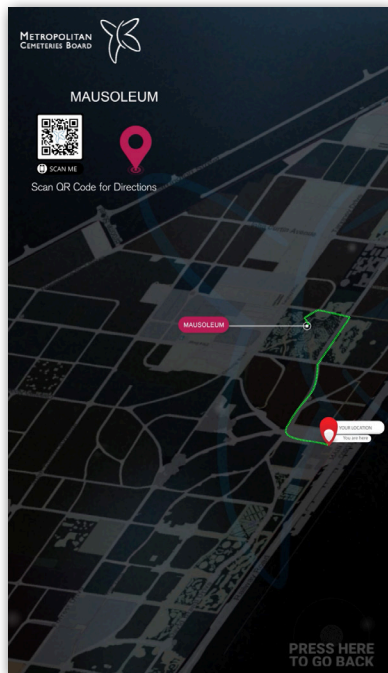 METROPOLITAN
CEMETERIES BOARD
MAUSOLEUM
SCAN ME
Scan QR Code for Directions
MAUSOLEUM
YOUR LOCATION
You are here
PRESS HERE
TO GO BACK